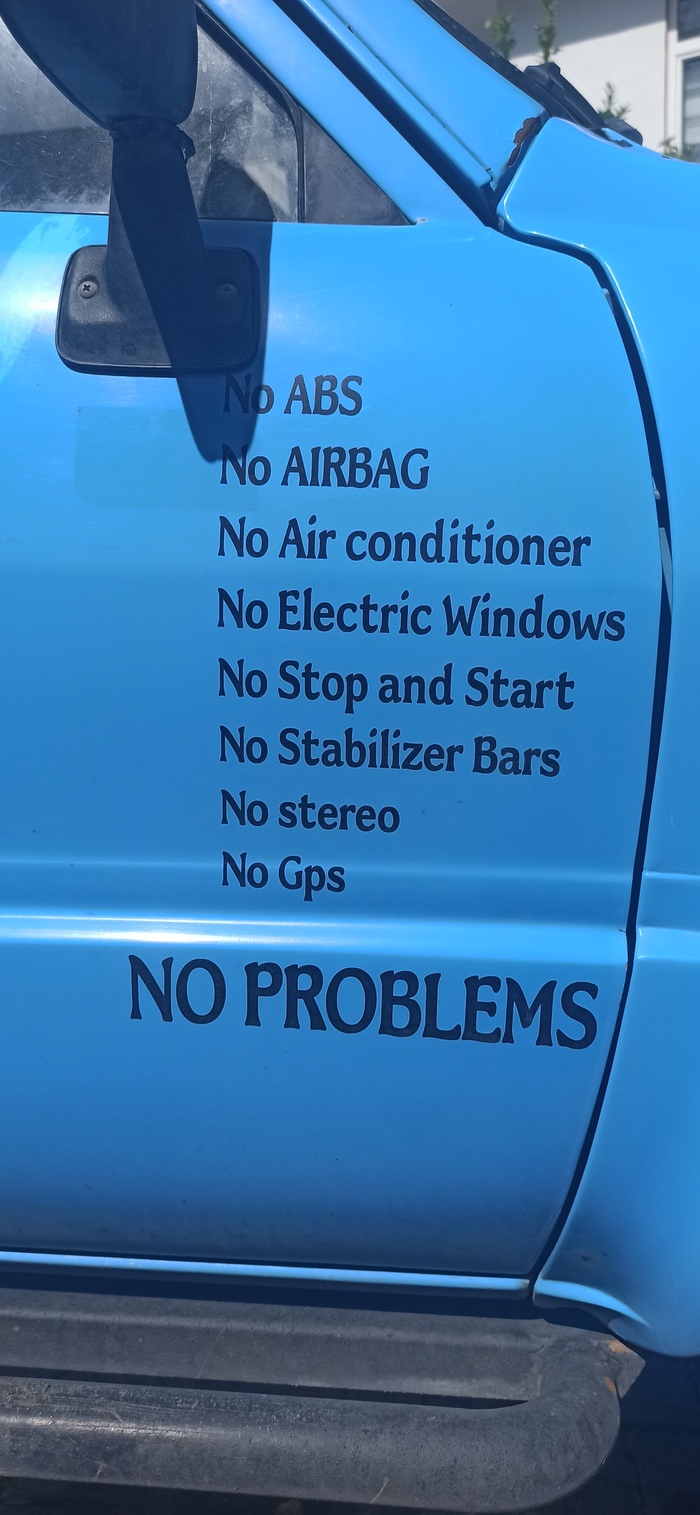 No ABS
No AIRBAG
No Air conditioner
No Electric Windows
No Stop and Start
No Stabilizer Bars
No stereo
No Gps
NO PROBLEMS